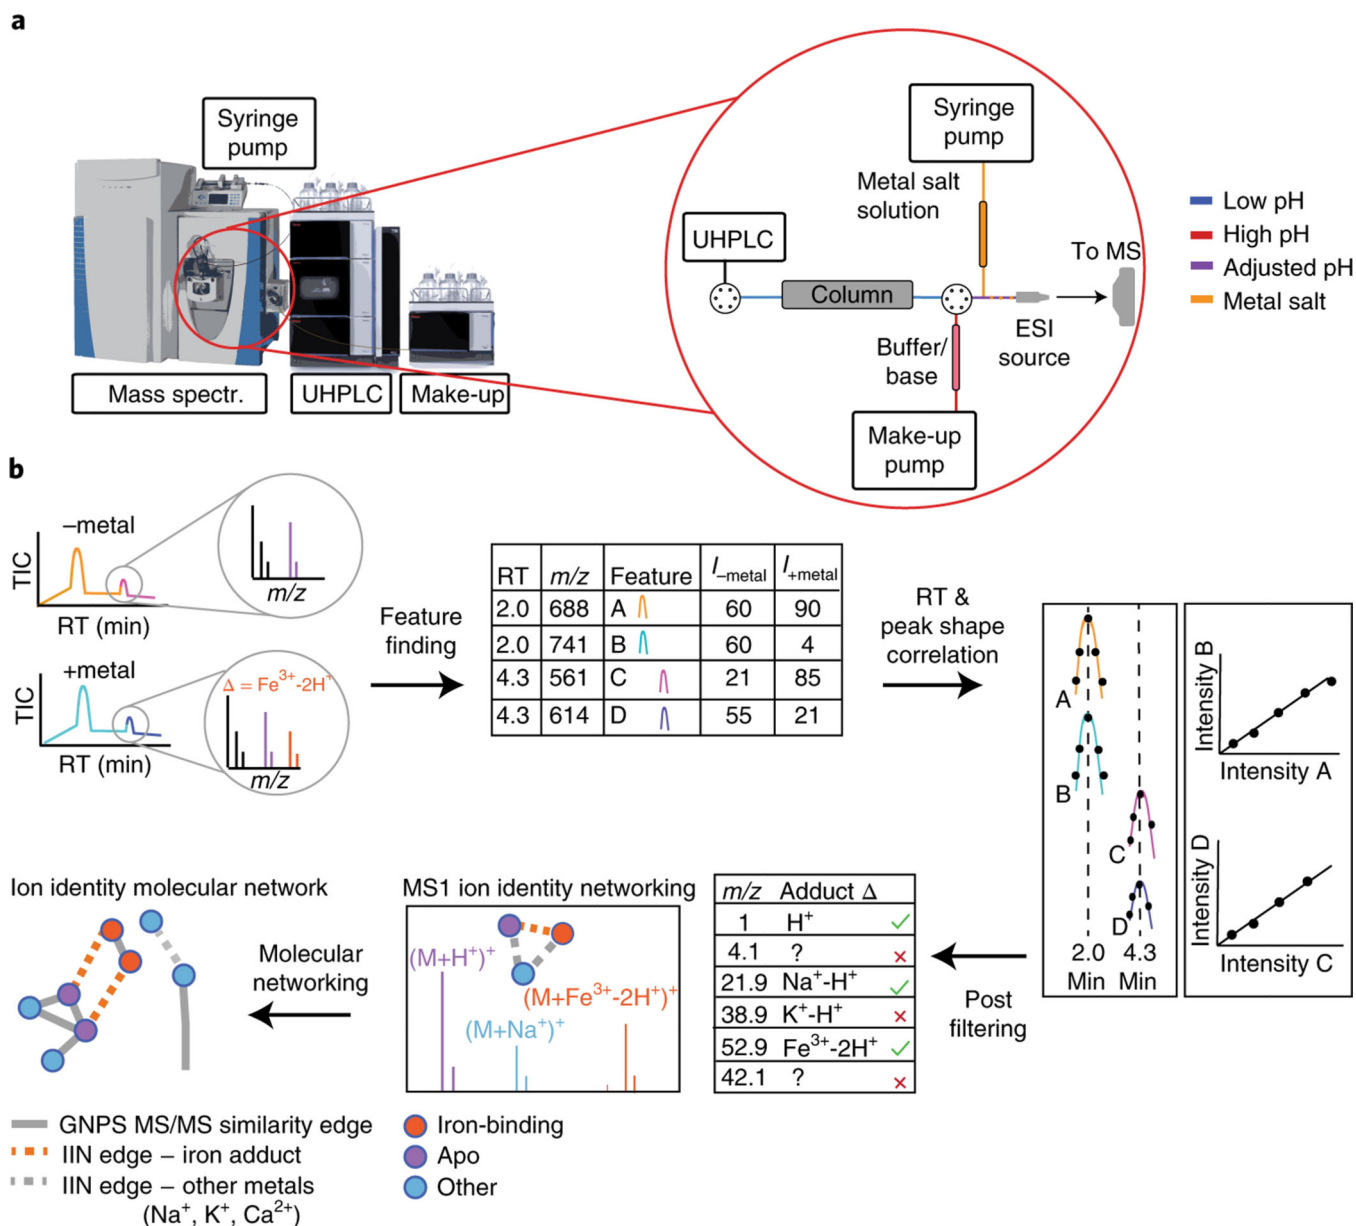 a
Syringe
pump
Mass spectr.
UHPLC
Make-up
Syringe
pump
Metal salt
solution
UHPLC
Column
To MS
ESI
source
Buffer/
base
Make-up
pump
Low pH
High pH
Adjusted pH
Metal salt
b
–metal
TIC
RT (min)
m/z
+metal
TIC
RT (min)
Δ = Fe³⁺-2H⁺
m/z
Feature
finding
RT m/z Feature I–metal I+metal
2.0 688 A 60 90
2.0 741 B 60 4
4.3 561 C 21 85
4.3 614 D 55 21
RT &
peak shape
correlation
A
B
C
D
2.0 4.3
Min Min
Intensity B
Intensity A
Intensity D
Intensity C
Post
filtering
m/z Adduct Δ
1 H⁺ ✓
4.1 ? ×
21.9 Na⁺-H⁺ ✓
38.9 K⁺-H⁺ ×
52.9 Fe³⁺-2H⁺ ✓
42.1 ? ×
MS1 ion identity networking
(M+H⁺)⁺
(M+Fe³⁺-2H⁺)⁺
(M+Na⁺)⁺
Molecular
networking
Ion identity molecular network
GNPS MS/MS similarity edge
IIN edge – iron adduct
IIN edge – other metals
(Na⁺, K⁺, Ca²⁺)
Iron-binding
Apo
Other